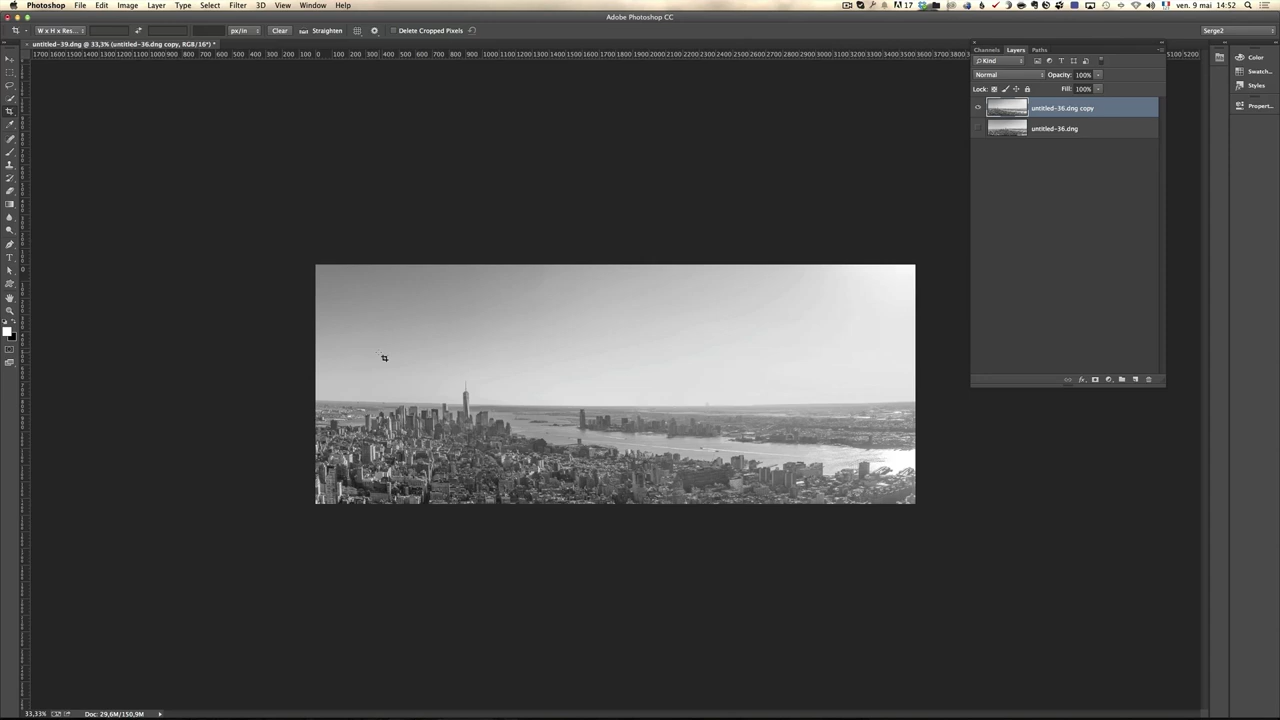 Photoshop File Edit Image Layer Type Select Filter 3D View Window Help 17 ven. 9 mai 14:52
Adobe Photoshop CC
W x H x Res... px/in Clear Straighten Delete Cropped Pixels Serge2
untitled-39.dng @ 33,3% (untitled-36.dng copy, RGB/16*) *
Channels Layers Paths
Kind
Normal Opacity: 100%
Lock: Fill: 100%
untitled-36.dng copy
untitled-36.dng
Color
Swatch...
Styles
Propert...
33,33% Doc: 29,6M/150,9M